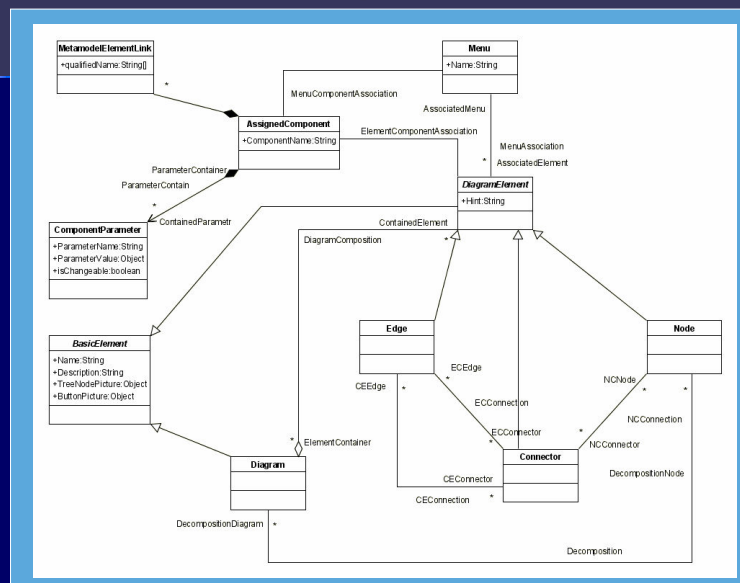 MetamodelElementLink
+qualifiedName:String[]
*
Menu
+Name:String
MenuComponentAssociation
AssociatedMenu
AssignedComponent
+ComponentName:String
ElementComponentAssociation
MenuAssociation
* AssociatedElement
ParameterContainer
ParameterContain
*
ContainedParametr
DiagramElement
+Hint:String
ComponentParameter
+ParameterName:String
+ParameterValue:Object
+isChangeable:boolean
ContainedElement
DiagramComposition
*
Edge
Node
BasicElement
+Name:String
+Description:String
+TreeNodePicture:Object
+ButtonPicture:Object
ECEdge
CEEdge * *
NCNode
* *
ECConnection
NCConnection
ECConnector
*
*
NCConnector
* ElementContainer
Diagram
Connector
CEConnector
CEConnection *
DecompositionNode
DecompositionDiagram *
Decomposition